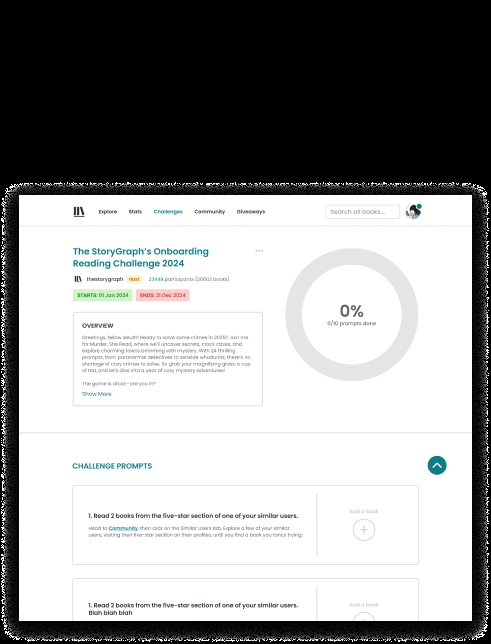 Explore Stats Challenges Community Giveaways Search all books...
The StoryGraph's Onboarding
Reading Challenge 2024
thestorygraph Host 23449 participants (30803 books)
STARTS: 01 Jan 2024 ENDS: 31 Dec 2024
0%
0/10 prompts done
OVERVIEW
Greetings, fellow sleuth! Ready to solve some crimes in 2025? Join me
for Murder, She Read, where we'll uncover secrets, crack cases, and
explore charming towns brimming with mystery. With 24 thrilling
prompts, from paranormal detectives to seaside whodunits, there's no
shortage of cozy crimes to solve. So grab your magnifying glass, a cup
of tea, and let's dive into a year of cozy mystery adventures!
The game is afoot—are you in?
Show More
CHALLENGE PROMPTS
1. Read 2 books from the five-star section of one of your similar users.
Head to Community, then click on the Similar Users tab. Explore a few of your similar
users, visiting their five-star section on their profiles, until you find a book you fancy trying!
Add a book
1. Read 2 books from the five-star section of one of your similar users.
Blah blah blah
Add a book